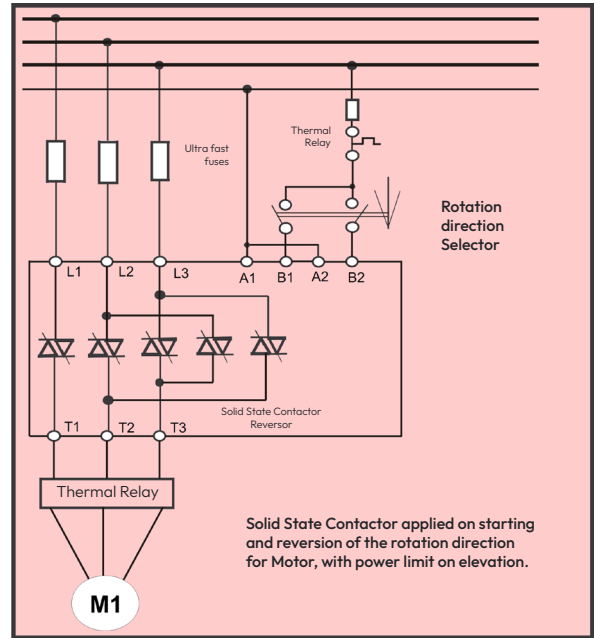 Ultra fast
fuses
Thermal
Relay
Rotation
direction
Selector
L1
L2
L3
A1
B1
A2
B2
Solid State Contactor
Reversor
T1
T2
T3
Thermal Relay
M1
Solid State Contactor applied on starting
and reversion of the rotation direction
for Motor, with power limit on elevation.